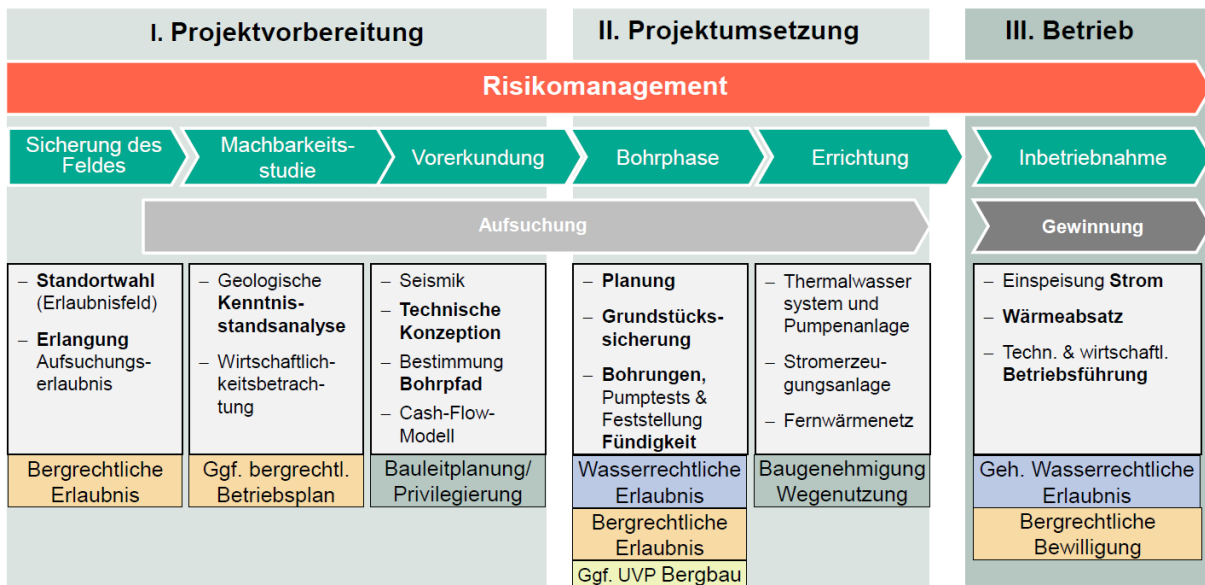 I. Projektvorbereitung
II. Projektumsetzung
III. Betrieb
Risikomanagement
Sicherung des
Feldes
Machbarkeits-
studie
Vorerkundung
Bohrphase
Errichtung
Inbetriebnahme
Aufsuchung
Gewinnung
– Standortwahl
(Erlaubnisfeld)
– Erlangung
Aufsuchungs-
erlaubnis
Bergrechtliche
Erlaubnis
– Geologische
Kenntnis-
standsanalyse
– Wirtschaftlich-
keitsbetrach-
tung
Ggf. bergrechtl.
Betriebsplan
– Seismik
– Technische
Konzeption
– Bestimmung
Bohrpfad
– Cash-Flow-
Modell
Bauleitplanung/
Privilegierung
– Planung
– Grundstücks-
sicherung
– Bohrungen,
Pumptests &
Feststellung
Fündigkeit
Wasserrechtliche
Erlaubnis
Bergrechtliche
Erlaubnis
Ggf. UVP Bergbau
– Thermalwasser
system und
Pumpenanlage
– Stromerzeu-
gungsanlage
– Fernwärmenetz
Baugenehmigung
Wegenutzung
– Einspeisung Strom
– Wärmeabsatz
– Techn. & wirtschaftl.
Betriebsführung
Geh. Wasserrechtliche
Erlaubnis
Bergrechtliche
Bewilligung